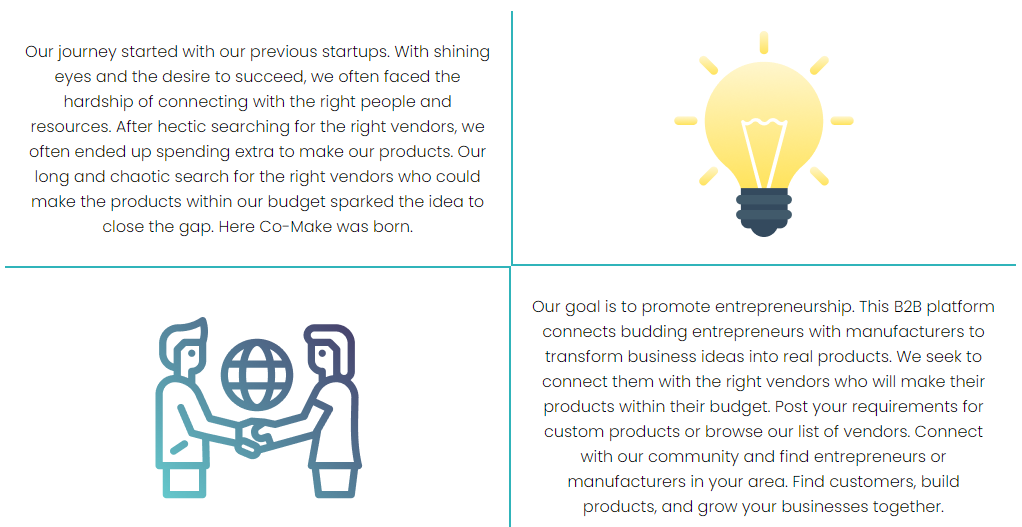 Our journey started with our previous startups. With shining
eyes and the desire to succeed, we often faced the
hardship of connecting with the right people and
resources. After hectic searching for the right vendors, we
often ended up spending extra to make our products. Our
long and chaotic search for the right vendors who could
make the products within our budget sparked the idea to
close the gap. Here Co-Make was born.
Our goal is to promote entrepreneurship. This B2B platform
connects budding entrepreneurs with manufacturers to
transform business ideas into real products. We seek to
connect them with the right vendors who will make their
products within their budget. Post your requirements for
custom products or browse our list of vendors. Connect
with our community and find entrepreneurs or
manufacturers in your area. Find customers, build
products, and grow your businesses together.